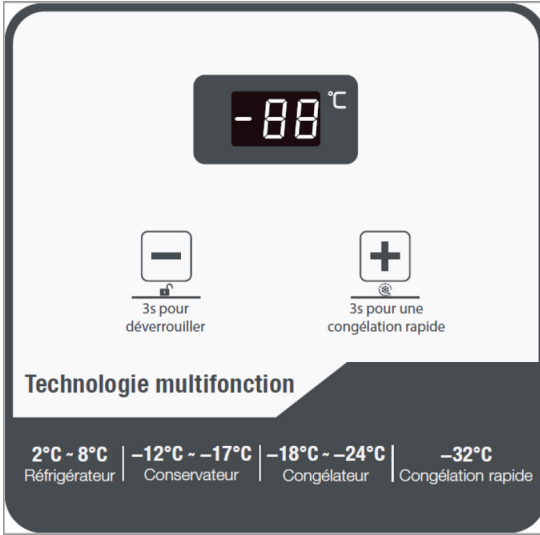 -88 °C
3s pour
déverrouiller
3s pour une
congélation rapide
Technologie multifonction
2°C ~ 8°C
Réfrigérateur
–12°C ~ –17°C
Conservateur
–18°C ~ –24°C
Congélateur
–32°C
Congélation rapide